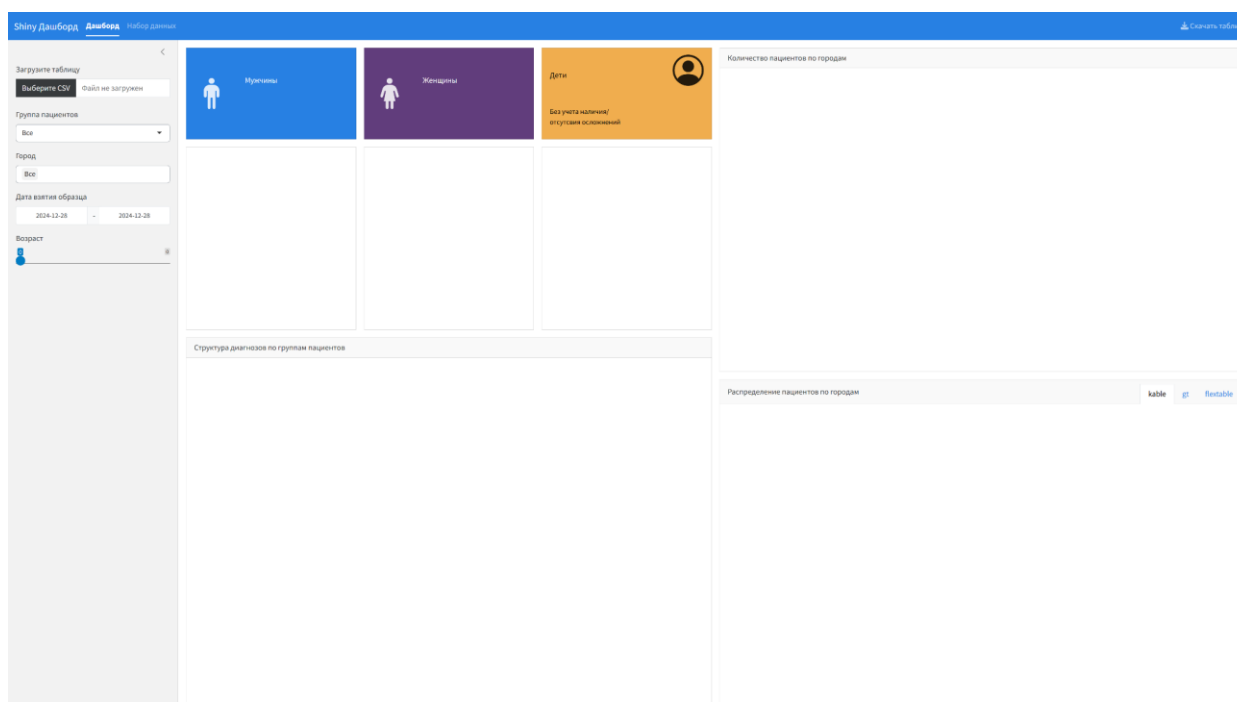 Shiny Дашборд Дашборд Набор данных
Скачать табли
Загрузите таблицу
Выберите CSV Файл не загружен
Группа пациентов
Все
Город
Все
Дата взятия образца
2024-12-28 - 2024-12-28
Возраст
0
Мужчины
Женщины
Дети
Без учета наличия/
отсутсвия осложнений
Структура диагнозов по группам пациентов
Количество пациентов по городам
Распределение пациентов по городам
kable gt flextable